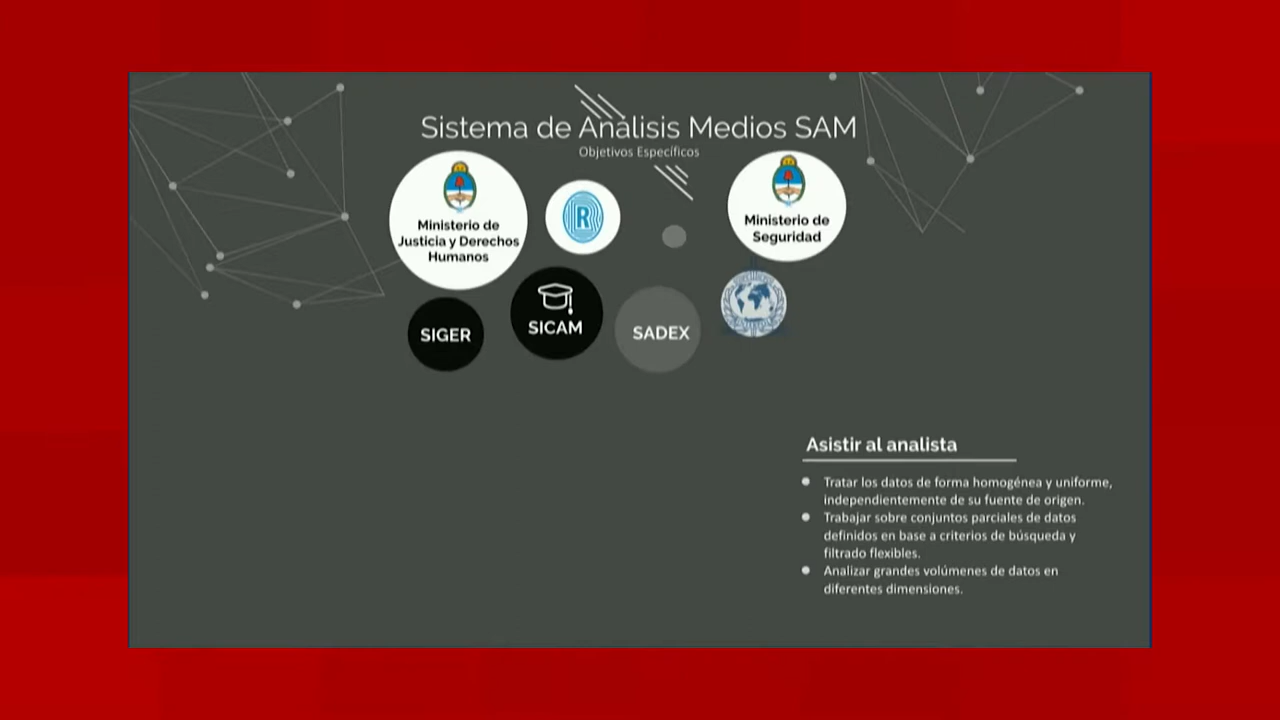 Sistema de Análisis Medios SAM
Objetivos Específicos
Ministerio de
Justicia y Derechos
Humanos
R
Ministerio de
Seguridad
SIGER
SICAM
SADEX
Asistir al analista
Tratar los datos de forma homogénea y uniforme,
independientemente de su fuente de origen.
Trabajar sobre conjuntos parciales de datos
definidos en base a criterios de búsqueda y
filtrado flexibles.
Analizar grandes volúmenes de datos en
diferentes dimensiones.